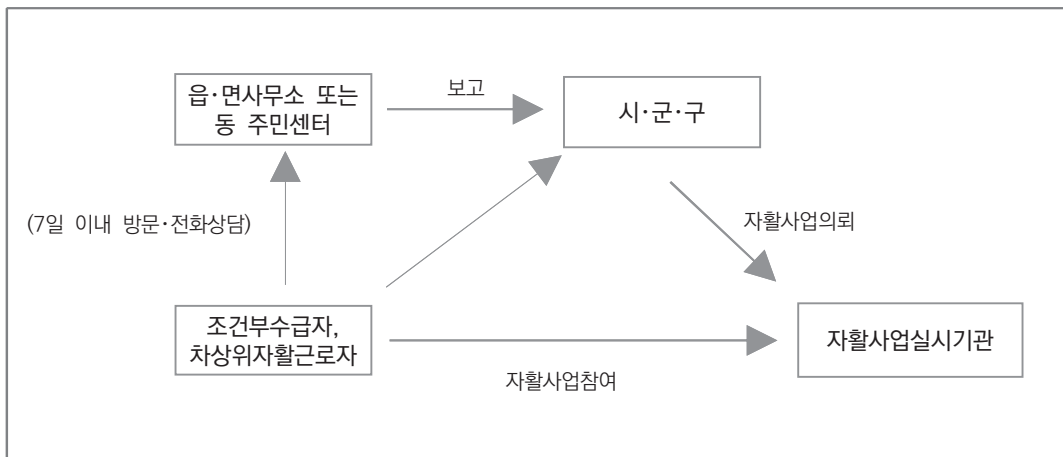 읍·면사무소 또는
동 주민센터
보고
시·군·구
(7일 이내 방문·전화상담)
자활사업의뢰
조건부수급자,
차상위자활근로자
자활사업참여
자활사업실시기관